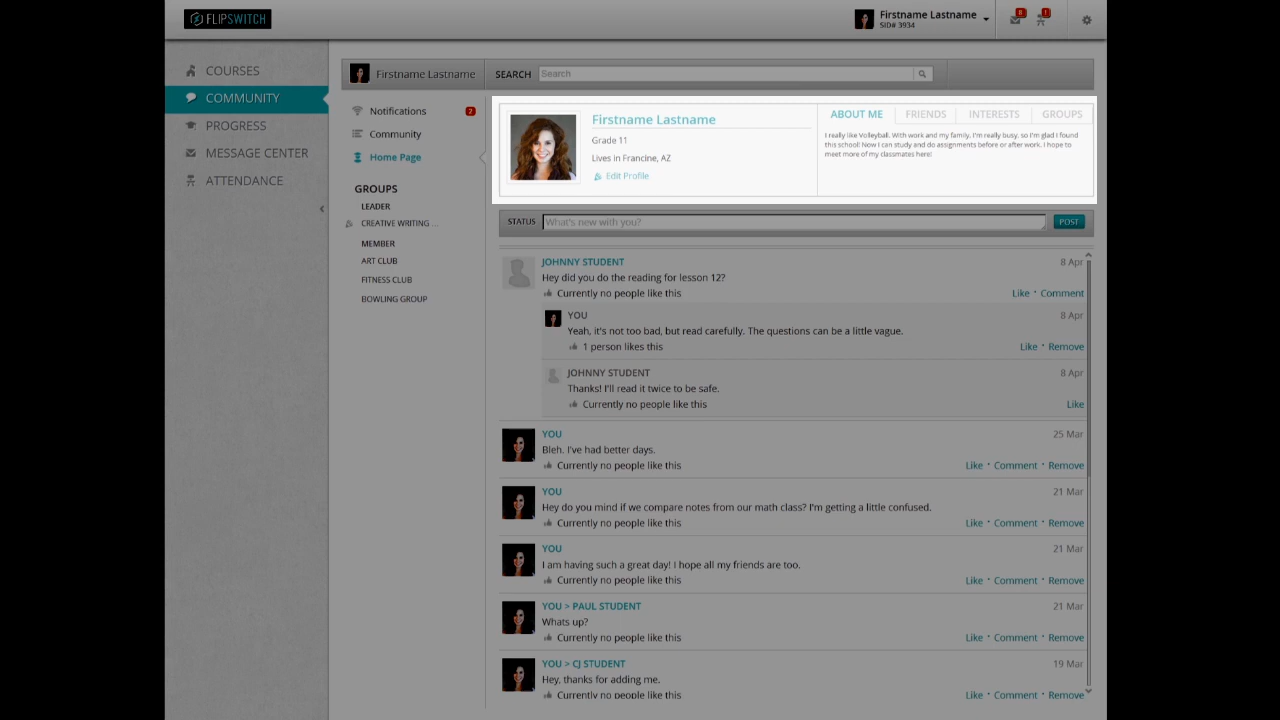 FLIPSWITCH
Firstname Lastname
SID# 3934
8
1
COURSES
COMMUNITY
PROGRESS
MESSAGE CENTER
ATTENDANCE
Firstname Lastname
SEARCH
Search
Notifications
2
Community
Home Page
GROUPS
LEADER
CREATIVE WRITING ...
MEMBER
ART CLUB
FITNESS CLUB
BOWLING GROUP
Firstname Lastname
Grade 11
Lives in Francine, AZ
Edit Profile
ABOUT ME FRIENDS INTERESTS GROUPS
I really like Volleyball. With work and my family, I'm really busy, so I'm glad I found
this school! Now I can study and do assignments before or after work. I hope to
meet more of my classmates here!
STATUS
What's new with you?
POST
JOHNNY STUDENT 8 Apr
Hey did you do the reading for lesson 12?
Currently no people like this Like * Comment
YOU 8 Apr
Yeah, it's not too bad, but read carefully. The questions can be a little vague.
1 person likes this Like * Remove
JOHNNY STUDENT 8 Apr
Thanks! I'll read it twice to be safe.
Currently no people like this Like
YOU 25 Mar
Bleh. I've had better days.
Currently no people like this Like * Comment * Remove
YOU 21 Mar
Hey do you mind if we compare notes from our math class? I'm getting a little confused.
Currently no people like this Like * Comment * Remove
YOU 21 Mar
I am having such a great day! I hope all my friends are too.
Currently no people like this Like * Comment * Remove
YOU > PAUL STUDENT 21 Mar
Whats up?
Currently no people like this Like * Comment * Remove
YOU > CJ STUDENT 19 Mar
Hey, thanks for adding me.
Currently no people like this Like * Comment * Remove